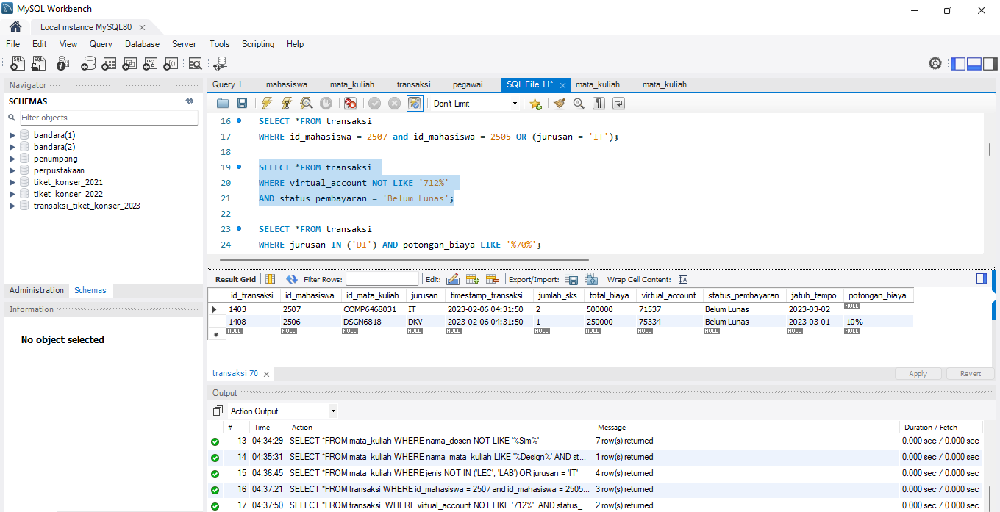 MySQL Workbench
Local instance MySQL80
File Edit View Query Database Server Tools Scripting Help
Navigator
SCHEMAS
Filter objects
bandara(1)
bandara(2)
penumpang
perpustakaan
tiket_konser_2021
tiket_konser_2022
transaksi_tiket_konser_2023
Administration Schemas
Information
No object selected
Query 1 mahasiswa mata_kuliah transaksi pegawai SQL File 11* mata_kuliah mata_kuliah
Don't Limit
16 SELECT *FROM transaksi
17 WHERE id_mahasiswa = 2507 and id_mahasiswa = 2505 OR (jurusan = 'IT');
18
19 SELECT *FROM transaksi
20 WHERE virtual_account NOT LIKE '712%'
21 AND status_pembayaran = 'Belum Lunas';
22
23 SELECT *FROM transaksi
24 WHERE jurusan IN ('DI') AND potongan_biaya LIKE '%70%';
Result Grid Filter Rows: Edit: Export/Import: Wrap Cell Content:
id_transaksi id_mahasiswa id_mata_kuliah jurusan timestamp_transaksi jumlah_sks total_biaya virtual_account status_pembayaran jatuh_tempo potongan_biaya
1403 2507 COMP6468031 IT 2023-02-06 04:31:50 2 500000 71537 Belum Lunas 2023-03-02 NULL
1408 2506 DSGN6818 DKV 2023-02-06 04:31:50 1 250000 75334 Belum Lunas 2023-03-01 10%
NULL NULL NULL NULL NULL NULL NULL NULL NULL NULL NULL
transaksi 70 Apply Revert
Output
Action Output
# Time Action Message Duration / Fetch
13 04:34:29 SELECT *FROM mata_kuliah WHERE nama_dosen NOT LIKE '%Sim%' 7 row(s) returned 0.000 sec / 0.000 sec
14 04:35:31 SELECT *FROM mata_kuliah WHERE nama_mata_kuliah LIKE '%Design%' AND st... 1 row(s) returned 0.000 sec / 0.000 sec
15 04:36:45 SELECT *FROM mata_kuliah WHERE jenis NOT IN ('LEC', 'LAB') OR jurusan = 'IT' 4 row(s) returned 0.000 sec / 0.000 sec
16 04:37:21 SELECT *FROM transaksi WHERE id_mahasiswa = 2507 and id_mahasiswa = 2505... 3 row(s) returned 0.000 sec / 0.000 sec
17 04:37:50 SELECT *FROM transaksi WHERE virtual_account NOT LIKE '712%' AND status_... 2 row(s) returned 0.000 sec / 0.000 sec